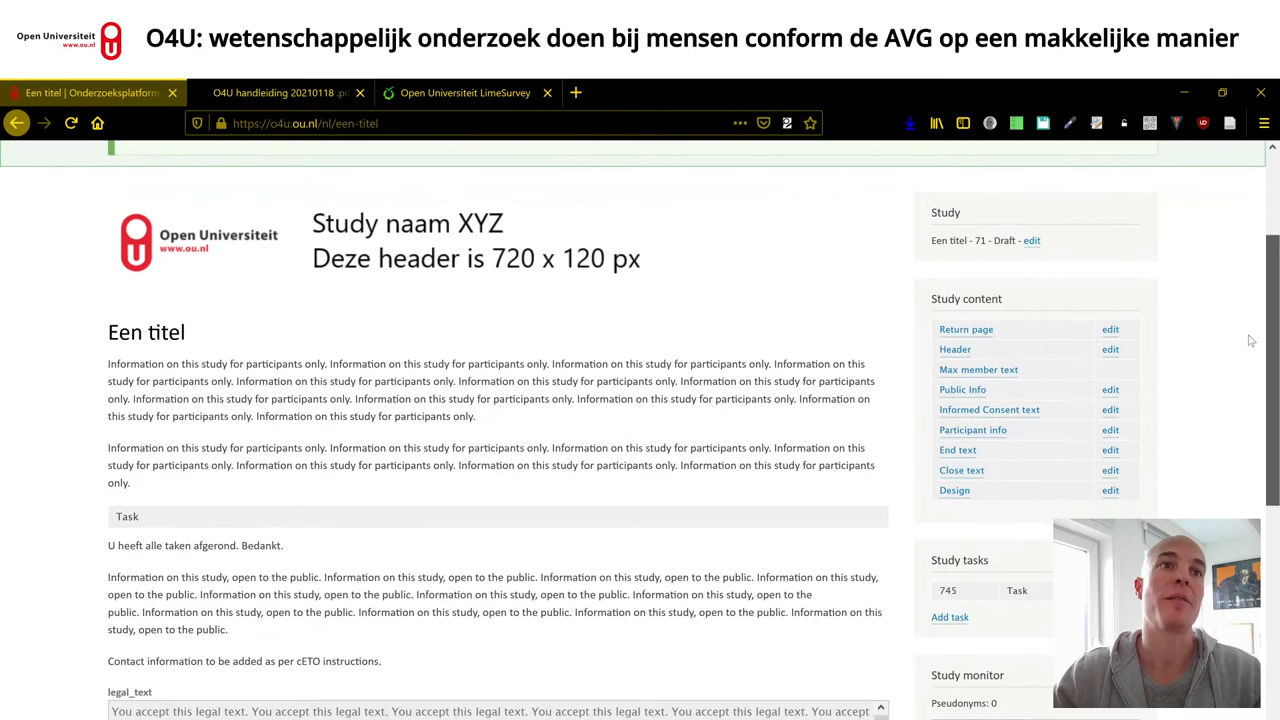 Open Universiteit
www.ou.nl
O4U: wetenschappelijk onderzoek doen bij mensen conform de AVG op een makkelijke manier
Een titel | Onderzoeksplatform
O4U handleiding 20210118 .pd
Open Universiteit LimeSurvey
https://o4u.ou.nl/nl/een-titel
Open Universiteit
www.ou.nl
Study naam XYZ
Deze header is 720 x 120 px
Een titel
Information on this study for participants only. Information on this study for participants only. Information on this study for participants only. Information on this
study for participants only. Information on this study for participants only. Information on this study for participants only. Information on this study for participants
only. Information on this study for participants only. Information on this study for participants only. Information on this study for participants only. Information on
this study for participants only. Information on this study for participants only.
Information on this study for participants only. Information on this study for participants only. Information on this study for participants only. Information on this
study for participants only. Information on this study for participants only. Information on this study for participants only. Information on this study for participants
only.
Task
U heeft alle taken afgerond. Bedankt.
Information on this study, open to the public. Information on this study, open to the public. Information on this study, open to the public. Information on this study,
open to the public. Information on this study, open to the public. Information on this study, open to the public. Information on this study, open to the
public. Information on this study, open to the public. Information on this study, open to the public. Information on this study, open to the public. Information on this
study, open to the public.
Contact information to be added as per cETO instructions.
legal_text
You accept this legal text. You accept this legal text. You accept this legal text. You accept this legal text. You accept this legal text. You accept
Study
Een titel - 71 - Draft - edit
Study content
Return page edit
Header edit
Max member text
Public Info edit
Informed Consent text edit
Participant info edit
End text edit
Close text edit
Design edit
Study tasks
745 Task
Add task
Study monitor
Pseudonyms: 0